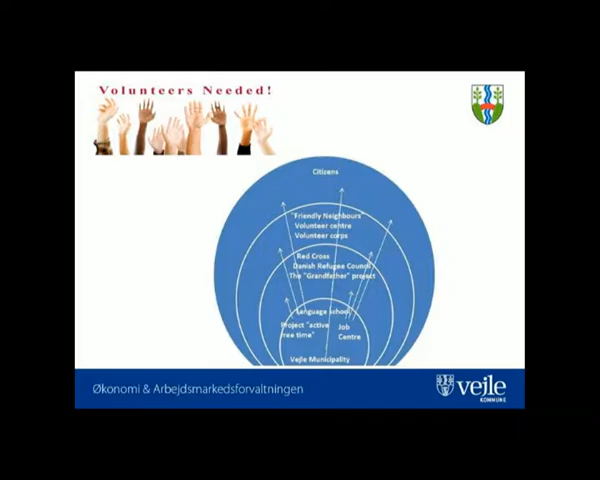 Volunteers Needed!
Citizens
"Friendly Neighbours"
Volunteer centre
Volunteer corps
Red Cross
Danish Refugee Council
The "Grandfather" project
Language school
Project "active
free time"
Job
Centre
Vejle Municipality
Økonomi & Arbejdsmarkedsforvaltningen
vejle
KOMMUNE